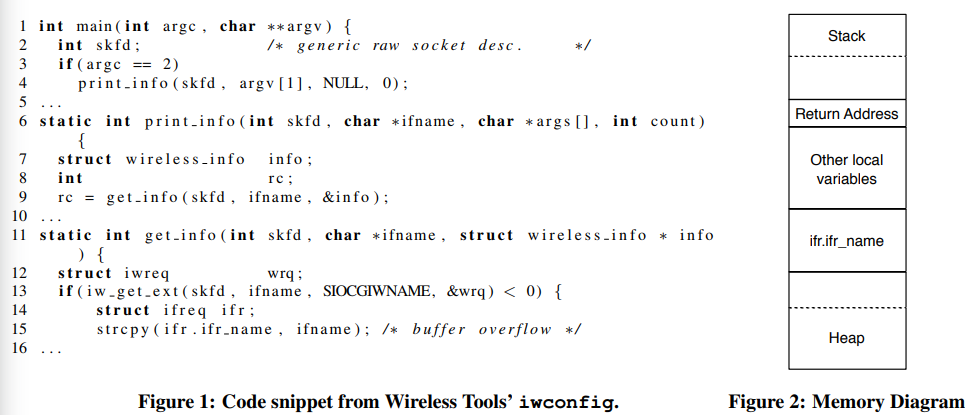 1 int main(int argc, char **argv) {
2 int skfd; /* generic raw socket desc. */
3 if(argc == 2)
4 print_info(skfd, argv[1], NULL, 0);
5 ...
6 static int print_info(int skfd, char *ifname, char *args[], int count)
{
7 struct wireless_info info;
8 int rc;
9 rc = get_info(skfd, ifname, &info);
10 ...
11 static int get_info(int skfd, char *ifname, struct wireless_info * info
) {
12 struct iwreq wrq;
13 if(iw_get_ext(skfd, ifname, SIOCGIWNAME, &wrq) < 0) {
14 struct ifreq ifr;
15 strcpy(ifr.ifr_name, ifname); /* buffer overflow */
16 ...
Figure 1: Code snippet from Wireless Tools' iwconfig.
Stack
Return Address
Other local
variables
ifr.ifr_name
Heap
Figure 2: Memory Diagram